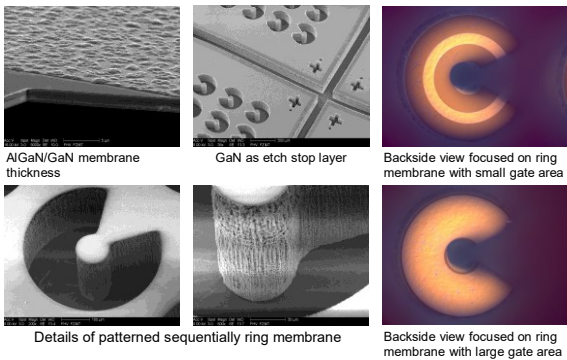 AlGaN/GaN membrane
thickness
GaN as etch stop layer
Backside view focused on ring
membrane with small gate area
Details of patterned sequentially ring membrane
Backside view focused on ring
membrane with large gate area